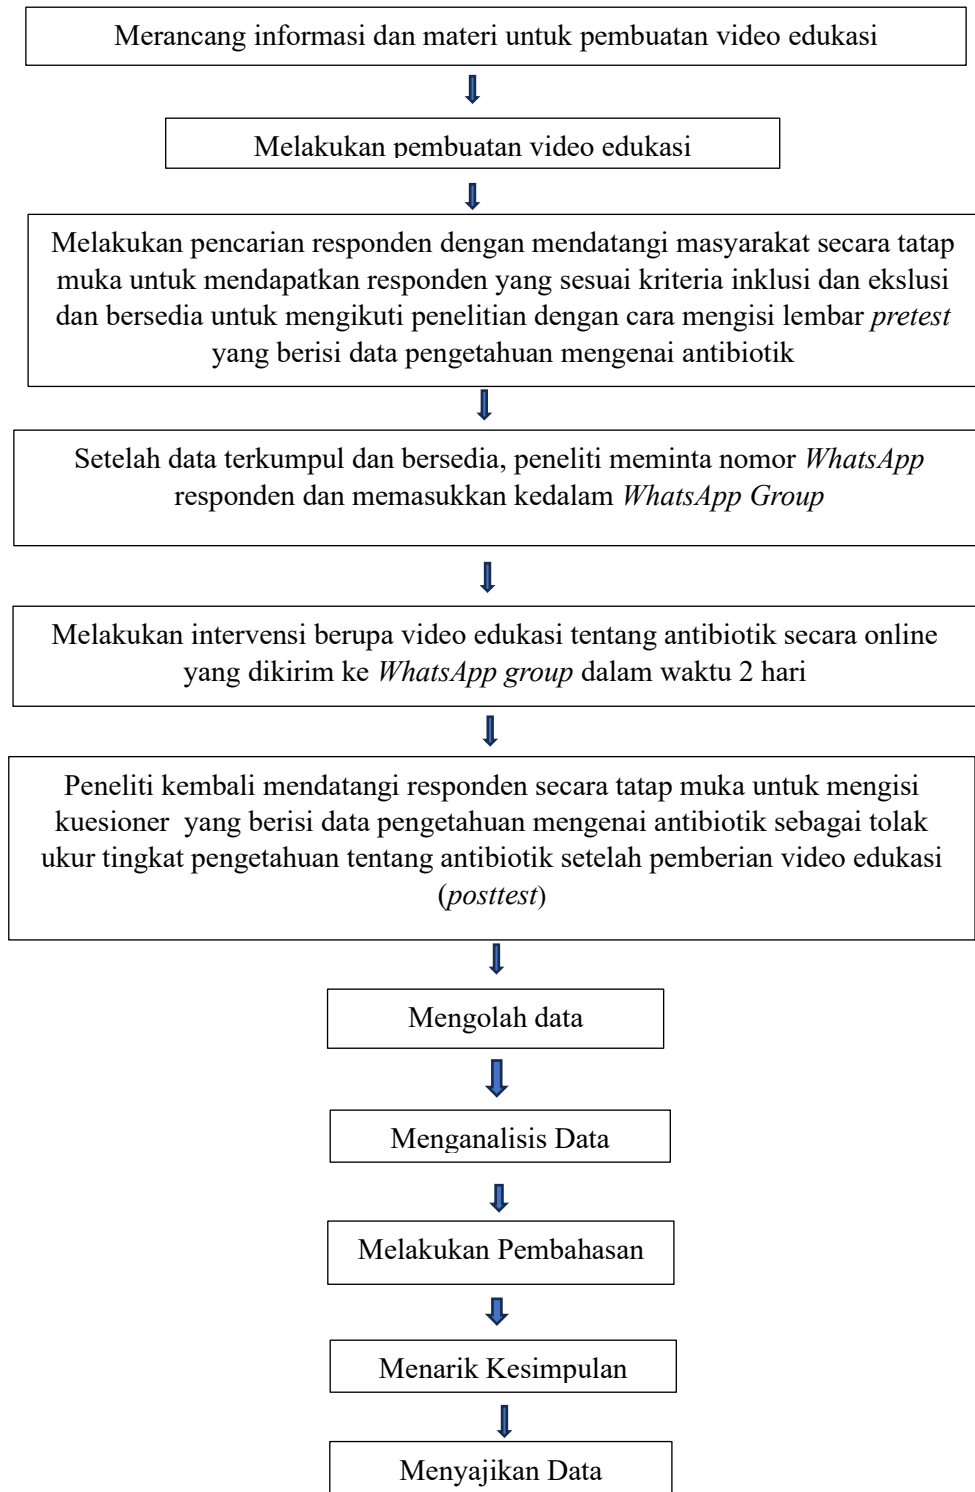 Merancang informasi dan materi untuk pembuatan video edukasi
Melakukan pembuatan video edukasi
Melakukan pencarian responden dengan mendatangi masyarakat secara tatap
muka untuk mendapatkan responden yang sesuai kriteria inklusi dan ekslusi
dan bersedia untuk mengikuti penelitian dengan cara mengisi lembar pretest
yang berisi data pengetahuan mengenai antibiotik
Setelah data terkumpul dan bersedia, peneliti meminta nomor WhatsApp
responden dan memasukkan kedalam WhatsApp Group
Melakukan intervensi berupa video edukasi tentang antibiotik secara online
yang dikirim ke WhatsApp group dalam waktu 2 hari
Peneliti kembali mendatangi responden secara tatap muka untuk mengisi
kuesioner yang berisi data pengetahuan mengenai antibiotik sebagai tolak
ukur tingkat pengetahuan tentang antibiotik setelah pemberian video edukasi
(posttest)
Mengolah data
Menganalisis Data
Melakukan Pembahasan
Menarik Kesimpulan
Menyajikan Data